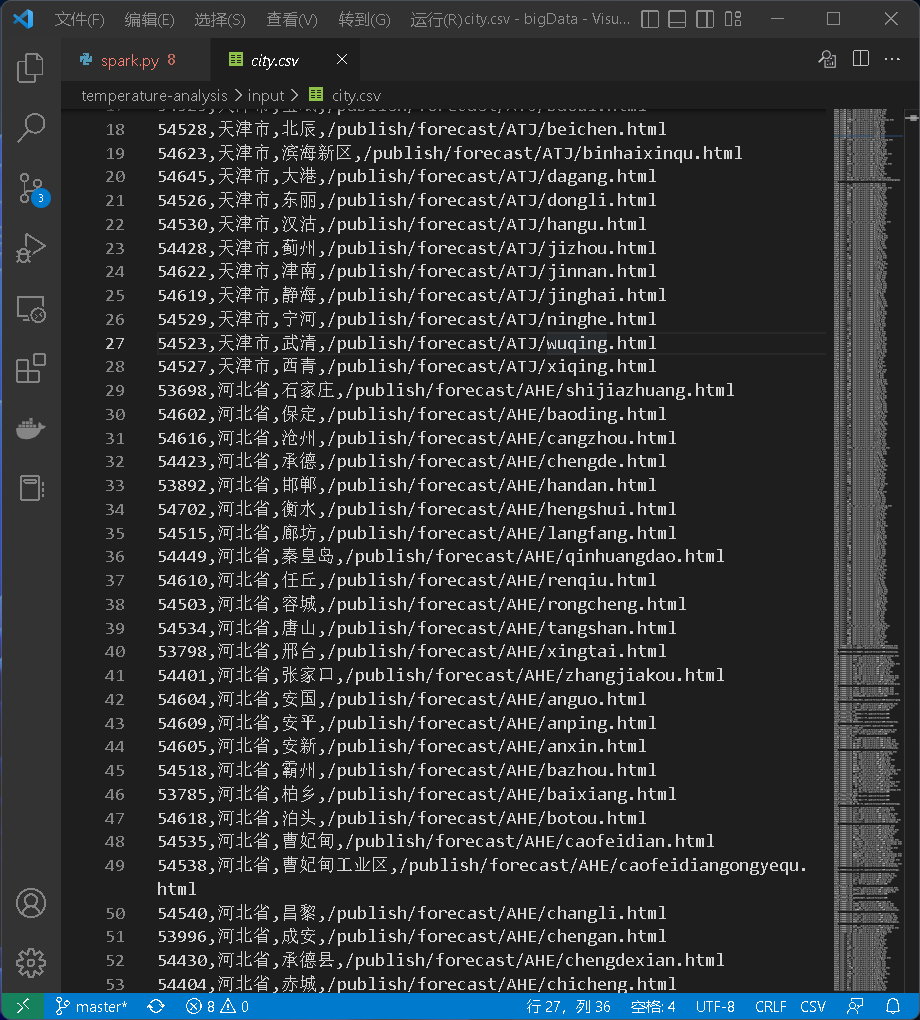 文件(F) 编辑(E) 选择(S) 查看(V) 转到(G) 运行(R) city.csv - bigData - Visu...
spark.py 8 city.csv
temperature-analysis > input > city.csv
18 54528,天津市,北辰,/publish/forecast/ATJ/beichen.html
19 54623,天津市,滨海新区,/publish/forecast/ATJ/binhaixinqu.html
20 54645,天津市,大港,/publish/forecast/ATJ/dagang.html
21 54526,天津市,东丽,/publish/forecast/ATJ/dongli.html
22 54530,天津市,汉沽,/publish/forecast/ATJ/hangu.html
23 54428,天津市,蓟州,/publish/forecast/ATJ/jizhou.html
24 54622,天津市,津南,/publish/forecast/ATJ/jinnan.html
25 54619,天津市,静海,/publish/forecast/ATJ/jinghai.html
26 54529,天津市,宁河,/publish/forecast/ATJ/ninghe.html
27 54523,天津市,武清,/publish/forecast/ATJ/wuqing.html
28 54527,天津市,西青,/publish/forecast/ATJ/xiqing.html
29 53698,河北省,石家庄,/publish/forecast/AHE/shijiazhuang.html
30 54602,河北省,保定,/publish/forecast/AHE/baoding.html
31 54616,河北省,沧州,/publish/forecast/AHE/cangzhou.html
32 54423,河北省,承德,/publish/forecast/AHE/chengde.html
33 53892,河北省,邯郸,/publish/forecast/AHE/handan.html
34 54702,河北省,衡水,/publish/forecast/AHE/hengshui.html
35 54515,河北省,廊坊,/publish/forecast/AHE/langfang.html
36 54449,河北省,秦皇岛,/publish/forecast/AHE/qinhuangdao.html
37 54610,河北省,任丘,/publish/forecast/AHE/renqiu.html
38 54503,河北省,容城,/publish/forecast/AHE/rongcheng.html
39 54534,河北省,唐山,/publish/forecast/AHE/tangshan.html
40 53798,河北省,邢台,/publish/forecast/AHE/xingtai.html
41 54401,河北省,张家口,/publish/forecast/AHE/zhangjiakou.html
42 54604,河北省,安国,/publish/forecast/AHE/anguo.html
43 54609,河北省,安平,/publish/forecast/AHE/anping.html
44 54605,河北省,安新,/publish/forecast/AHE/anxin.html
45 54518,河北省,霸州,/publish/forecast/AHE/bazhou.html
46 53785,河北省,柏乡,/publish/forecast/AHE/baixiang.html
47 54618,河北省,泊头,/publish/forecast/AHE/botou.html
48 54535,河北省,曹妃甸,/publish/forecast/AHE/caofeidian.html
49 54538,河北省,曹妃甸工业区,/publish/forecast/AHE/caofeidiangongyequ.
html
50 54540,河北省,昌黎,/publish/forecast/AHE/changli.html
51 53996,河北省,成安,/publish/forecast/AHE/chengan.html
52 54430,河北省,承德县,/publish/forecast/AHE/chengdexian.html
53 54404,河北省,赤城,/publish/forecast/AHE/chicheng.html
3
master* 8 0 行 27, 列 36 空格: 4 UTF-8 CRLF CSV